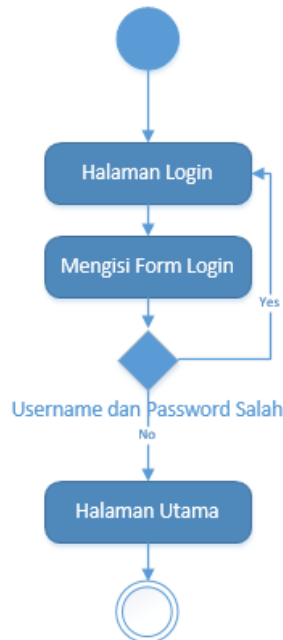 Halaman Login
Mengisi Form Login
Yes
Username dan Password Salah
No
Halaman Utama